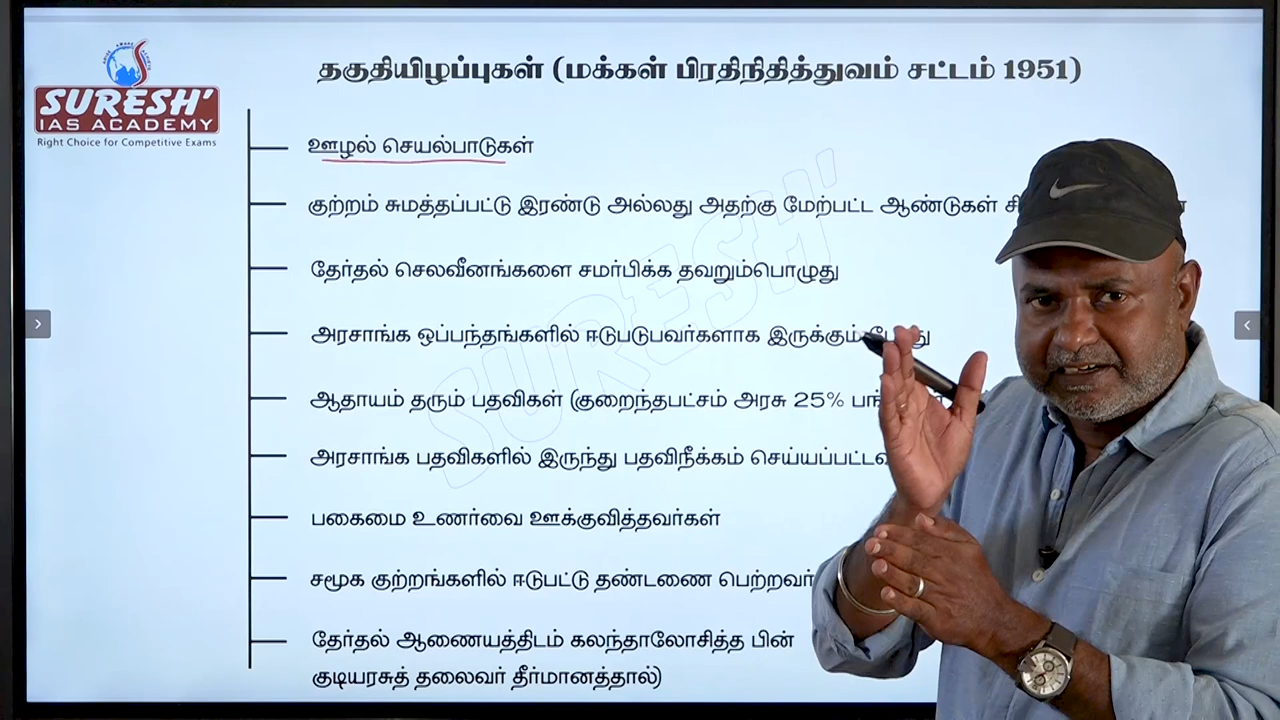 SURESH'
IAS ACADEMY
Right Choice for Competitive Exams
தகுதியிழப்புகள் (மக்கள் பிரதிநிதித்துவம் சட்டம் 1951)
ஊழல் செயல்பாடுகள்
குற்றம் சுமத்தப்பட்டு இரண்டு அல்லது அதற்கு மேற்பட்ட ஆண்டுகள்
தேர்தல் செலவீனங்களை சமர்பிக்க தவறும்பொழுது
அரசாங்க ஒப்பந்தங்களில் ஈடுபடுபவர்களாக இருக்கும்
ஆதாயம் தரும் பதவிகள் (குறைந்தபட்சம் அரசு 25%
அரசாங்க பதவிகளில் இருந்து பதவிநீக்கம்
பகைமை உணர்வை ஊக்குவித்தவர்கள்
சமூக குற்றங்களில் ஈடுபட்டு தண்டணை
தேர்தல் ஆணையத்திடம் கலந்தாலோசித்த பின்
குடியரசுத் தலைவர் தீர்மானத்தால்)
SURESH'